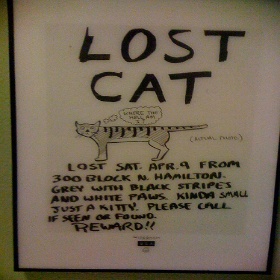 LOST
CAT
WHERE THE
HELL AM
I?
(ACTUAL PHOTO)
LOST SAT. APR. 9 FROM
300 BLOCK N. HAMILTON.
GREY WITH BLACK STRIPES
AND WHITE PAWS. KINDA SMALL
JUST A KITTY. PLEASE CALL
IF SEEN OR FOUND.
REWARD!!